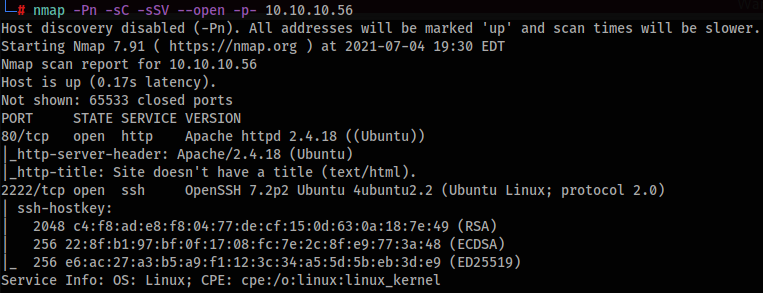 # nmap -Pn -sC -sSV --open -p- 10.10.10.56
Host discovery disabled (-Pn). All addresses will be marked 'up' and scan times will be slower.
Starting Nmap 7.91 ( https://nmap.org ) at 2021-07-04 19:30 EDT
Nmap scan report for 10.10.10.56
Host is up (0.17s latency).
Not shown: 65533 closed ports
PORT     STATE SERVICE VERSION
80/tcp   open  http    Apache httpd 2.4.18 ((Ubuntu))
|_http-server-header: Apache/2.4.18 (Ubuntu)
|_http-title: Site doesn't have a title (text/html).
2222/tcp open  ssh     OpenSSH 7.2p2 Ubuntu 4ubuntu2.2 (Ubuntu Linux; protocol 2.0)
| ssh-hostkey:
|   2048 c4:f8:ad:e8:f8:04:77:de:cf:15:0d:63:0a:18:7e:49 (RSA)
|   256 22:8f:b1:97:bf:0f:17:08:fc:7e:2c:8f:e9:77:3a:48 (ECDSA)
|_  256 e6:ac:27:a3:b5:a9:f1:12:3c:34:a5:5d:5b:eb:3d:e9 (ED25519)
Service Info: OS: Linux; CPE: cpe:/o:linux:linux_kernel